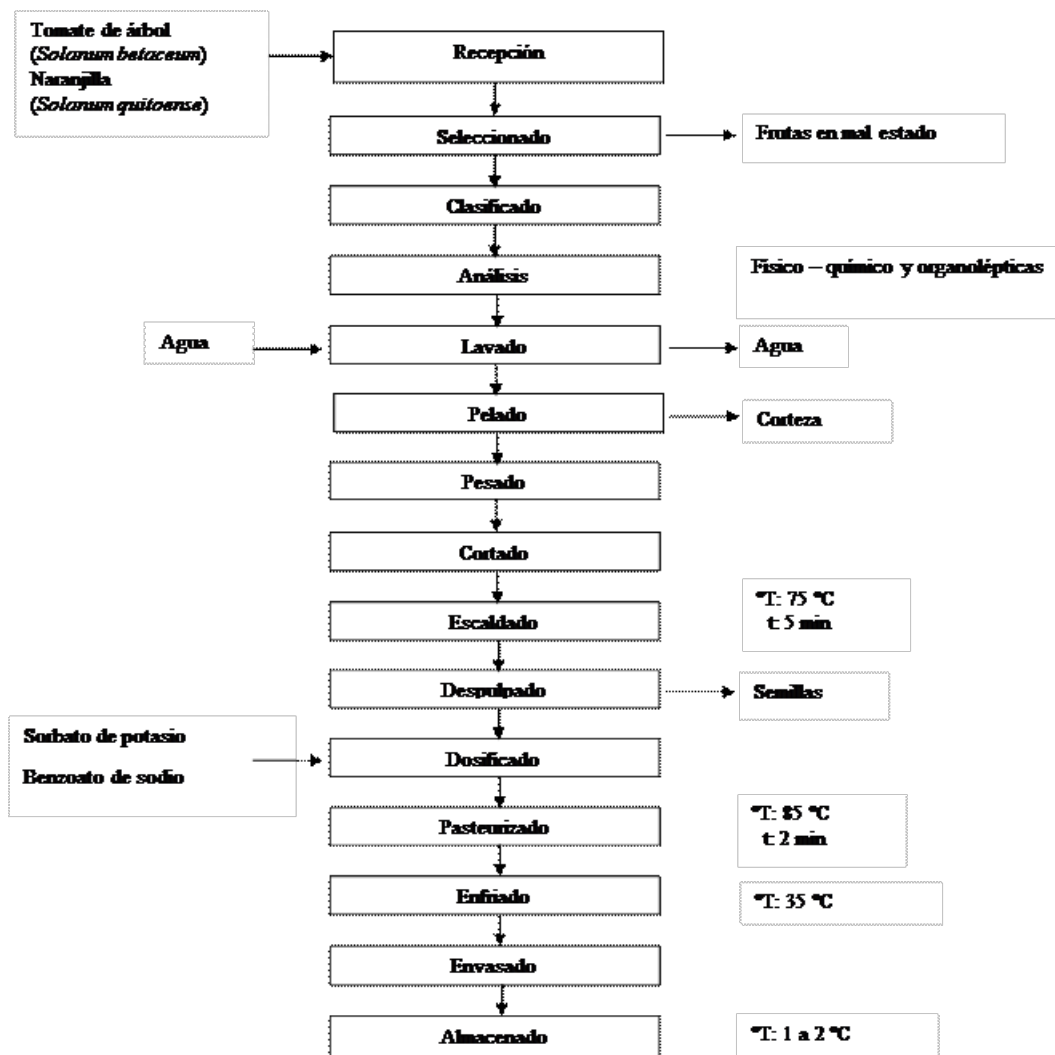 Tomate de árbol
(Solanum betaceum)
Naranjilla
(Solanum quitoense)
Recepción
Seleccionado
Frutas en mal estado
Clasificado
Análisis
Físico – químico y organolépticas
Agua
Lavado
Agua
Pelado
Corteza
Pesado
Cortado
Escaldado
°T: 75 °C
t: 5 min
Despulpado
Semillas
Sorbato de potasio
Benzoato de sodio
Dosificado
Pasteurizado
°T: 85 °C
t: 2 min
Enfriado
°T: 35 °C
Envasado
Almacenado
°T: 1 a 2 °C